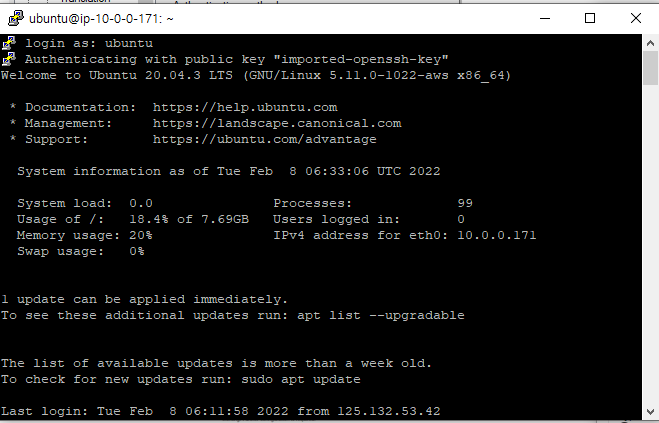 Translation
ubuntu@ip-10-0-0-171: ~
login as: ubuntu
Authenticating with public key "imported-openssh-key"
Welcome to Ubuntu 20.04.3 LTS (GNU/Linux 5.11.0-1022-aws x86_64)
* Documentation:  https://help.ubuntu.com
* Management:     https://landscape.canonical.com
* Support:        https://ubuntu.com/advantage
System information as of Tue Feb  8 06:33:06 UTC 2022
System load:  0.0               Processes:             99
Usage of /:   18.4% of 7.69GB   Users logged in:       0
Memory usage: 20%               IPv4 address for eth0: 10.0.0.171
Swap usage:   0%
1 update can be applied immediately.
To see these additional updates run: apt list --upgradable
The list of available updates is more than a week old.
To check for new updates run: sudo apt update
Last login: Tue Feb  8 06:11:58 2022 from 125.132.53.42